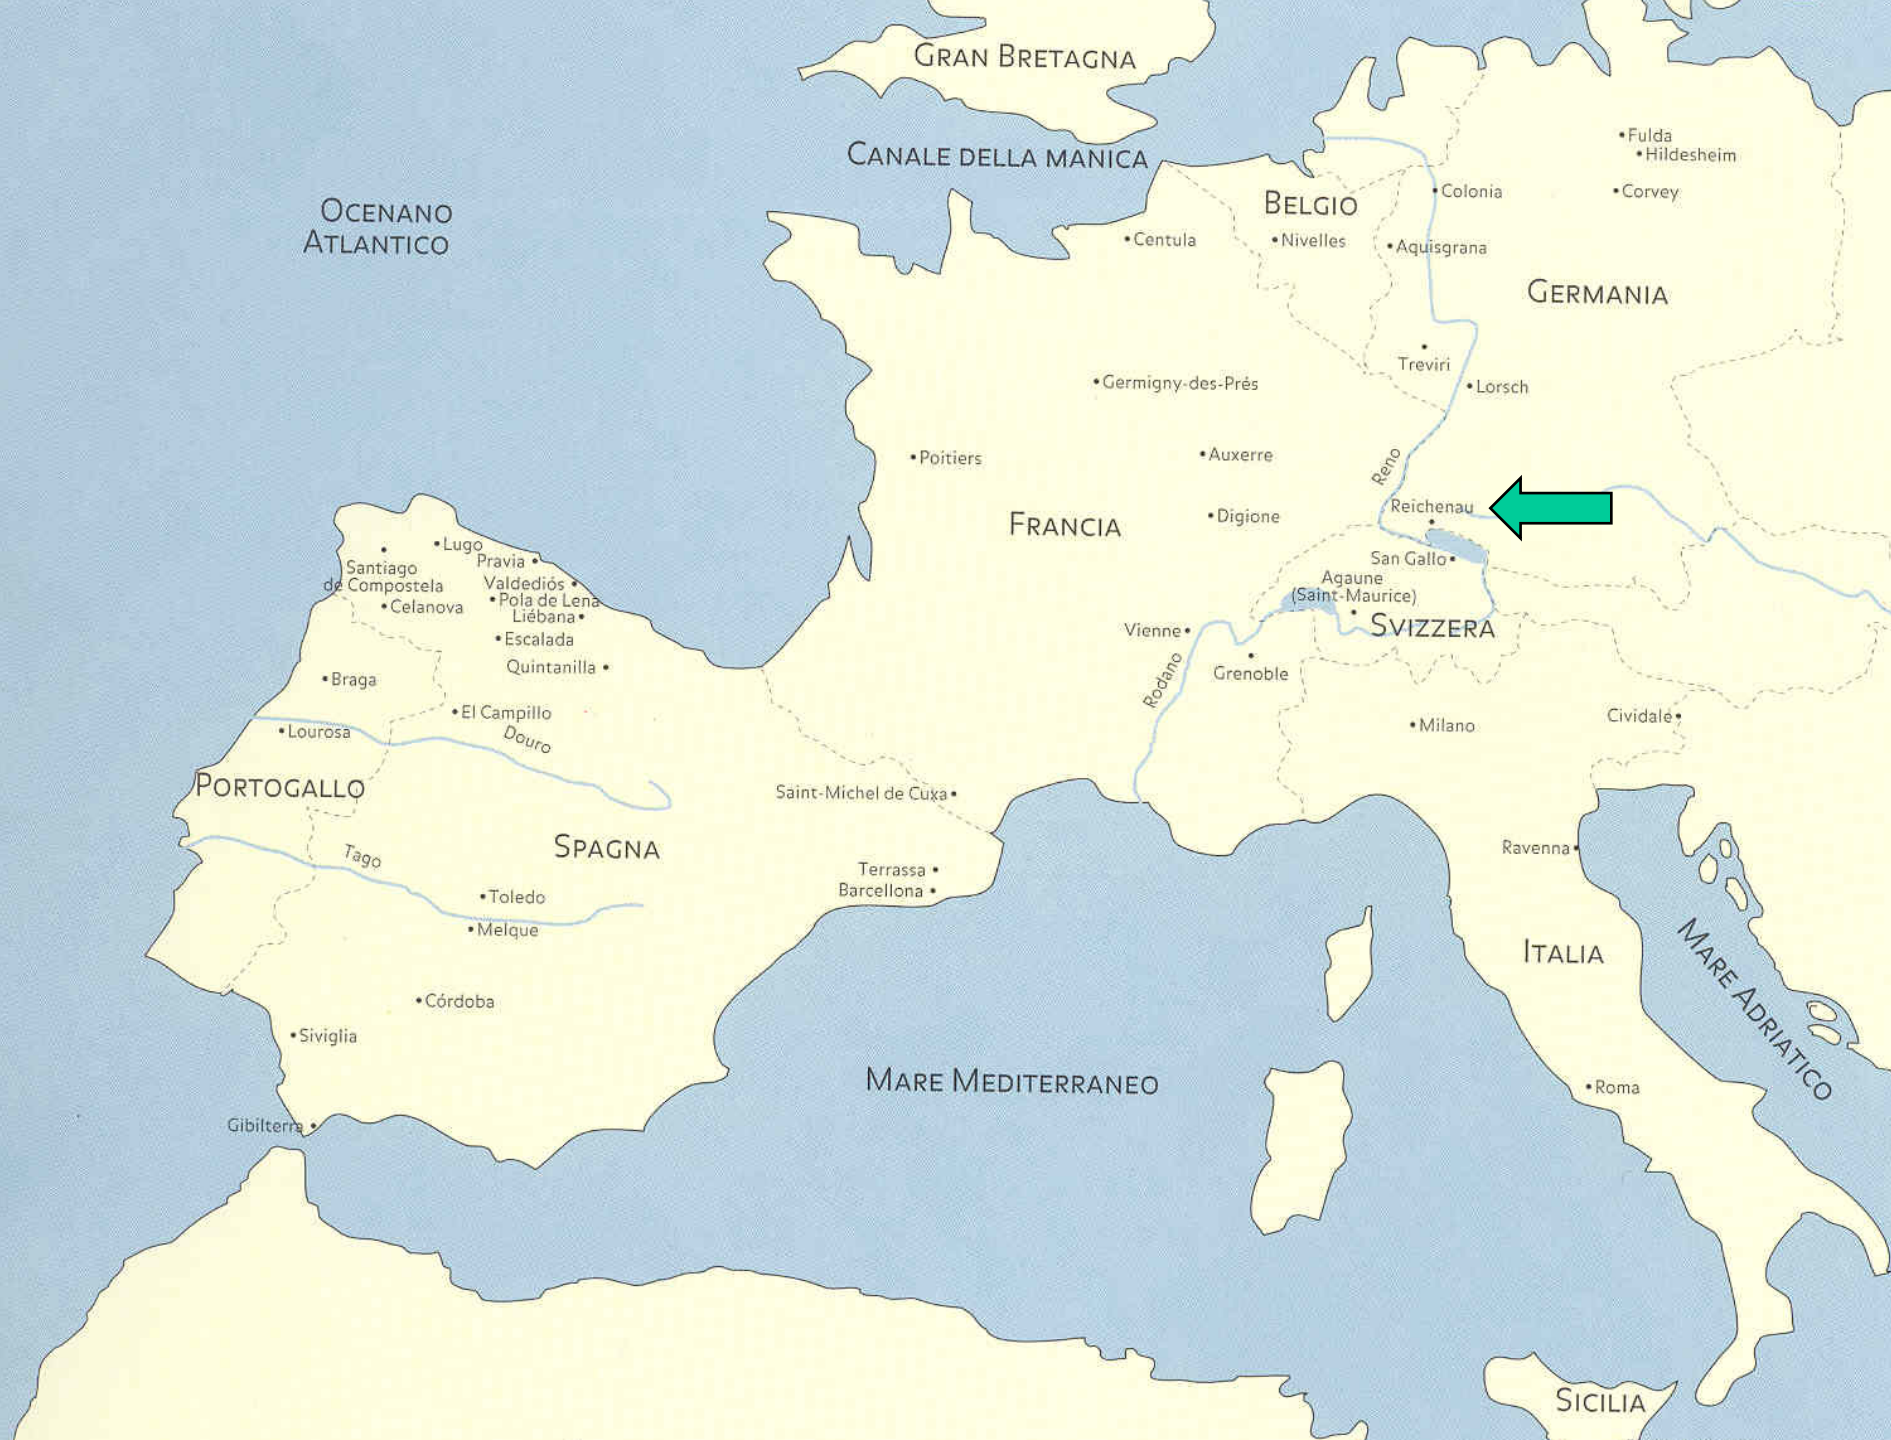 GRAN BRETAGNA
CANALE DELLA MANICA
OCENANO
ATLANTICO
BELGIO
GERMANIA
Fulda
Hildesheim
Corvey
Colonia
Centula
Nivelles
Aquisgrana
Treviri
Lorsch
Germigny-des-Prés
Poitiers
Auxerre
Reno
Reichenau
FRANCIA
Digione
San Gallo
Agaune
(Saint-Maurice)
SVIZZERA
Vienne
Rodano
Grenoble
Santiago
de Compostela
Lugo
Pravia
Valdediós
Pola de Lena
Liébana
Celanova
Escalada
Quintanilla
Braga
El Campillo
Douro
Lourosa
PORTOGALLO
Milano
Cividale
Saint-Michel de Cuxa
SPAGNA
Tago
Terrassa
Barcellona
Ravenna
Toledo
Melque
ITALIA
MARE ADRIATICO
Córdoba
Siviglia
MARE MEDITERRANEO
Roma
Gibilterra
SICILIA